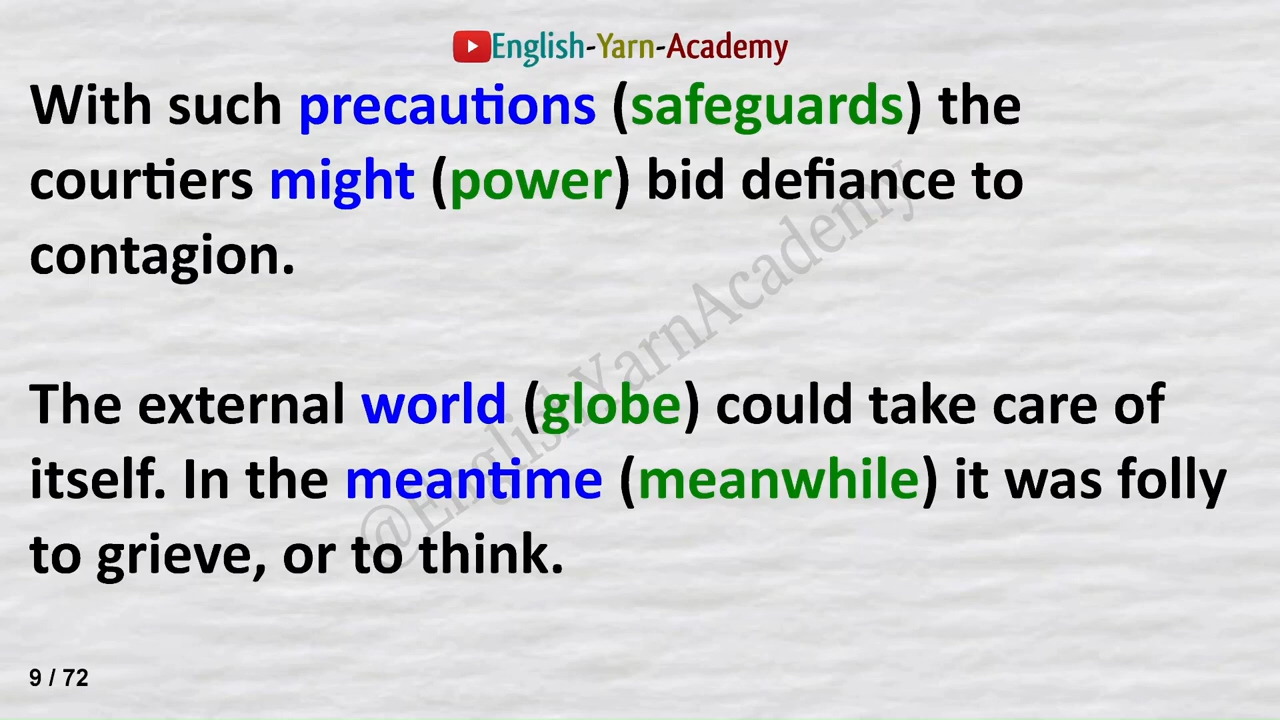 English-Yarn-Academy
With such precautions (safeguards) the
courtiers might (power) bid defiance to
contagion.
The external world (globe) could take care of
itself. In the meantime (meanwhile) it was folly
to grieve, or to think.
@EnglishYarnAcademy
9 / 72